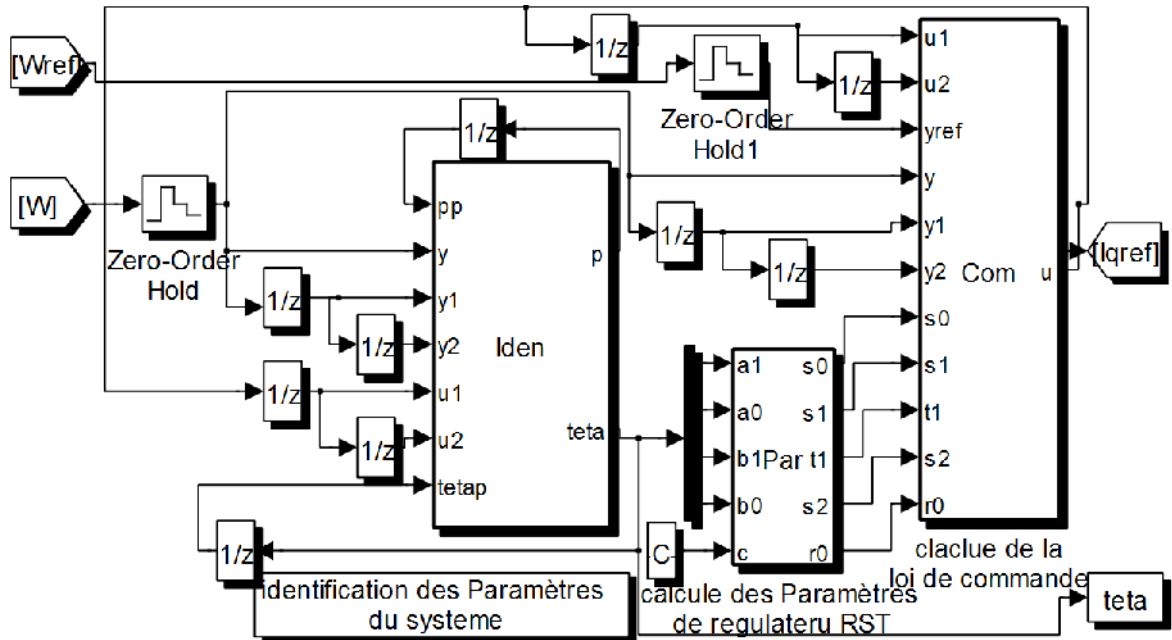 [Wref]
1/z
Zero-Order
Hold1
1/z
u1
u2
yref
y
y1
y2
s0
s1
t1
s2
r0
Com
u
[Iqref]
[W]
Zero-Order
Hold
1/z
pp
y
y1
y2
u1
u2
tetap
Iden
p
teta
1/z
1/z
1/z
1/z
1/z
1/z
1/z
a1
a0
b1
b0
c
Par
s0
s1
t1
s2
r0
C
identification des Paramètres
du systeme
calcule des Paramètres
de regulateru RST
claclue de la
loi de commande
teta